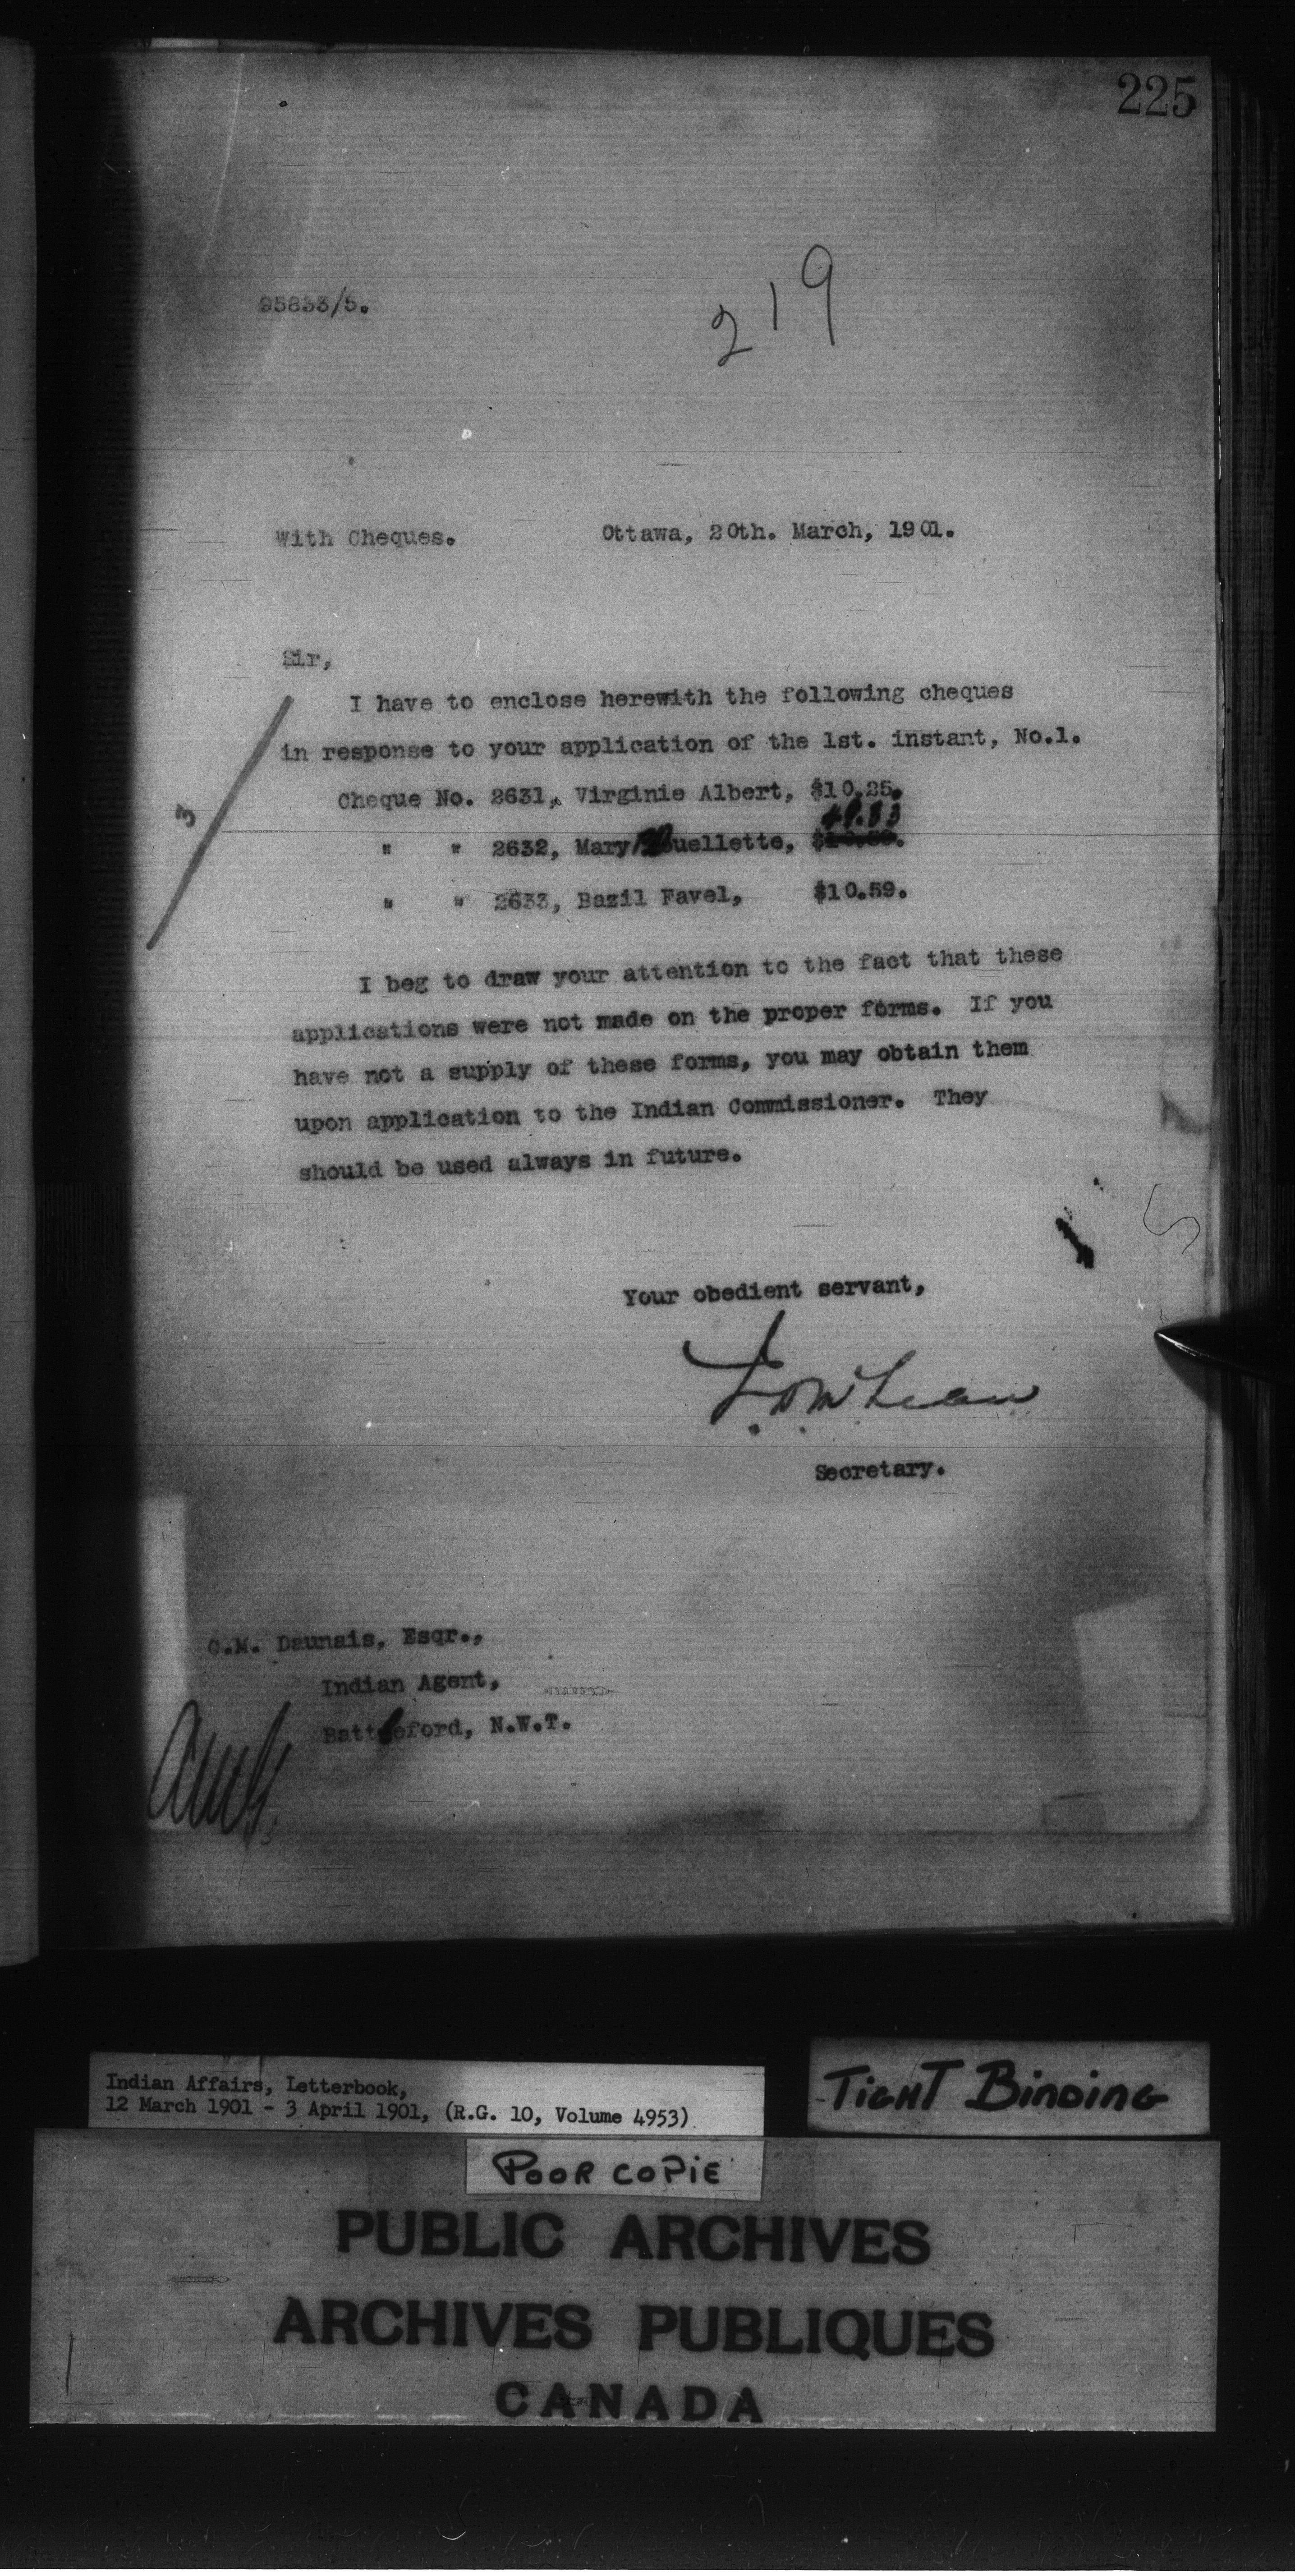 225
219
95833/5.
With Cheques. Ottawa, 20th. March, 1901.
Sir,
I have to enclose herewith the following cheques
in response to your application of the 1st. instant, No.1.
3
Cheque No. 2631, Virginie Albert, $10.25.
49.33
" " 2632, Mary Ouellette, $
" " 2633, Bazil Favel, $10.59.
I beg to draw your attention to the fact that these
applications were not made on the proper forms. If you
have not a supply of these forms, you may obtain them
upon application to the Indian Commissioner. They
should be used always in future.
S
Your obedient servant,
J. D. McLean
Secretary.
C.M. Daunais, Esqr.,
Indian Agent,
Battleford, N.W.T.
Indian Affairs, Letterbook,
12 March 1901 - 3 April 1901, (R.G. 10, Volume 4953)
TIGHT BINDING
POOR COPIE
PUBLIC ARCHIVES
ARCHIVES PUBLIQUES
CANADA